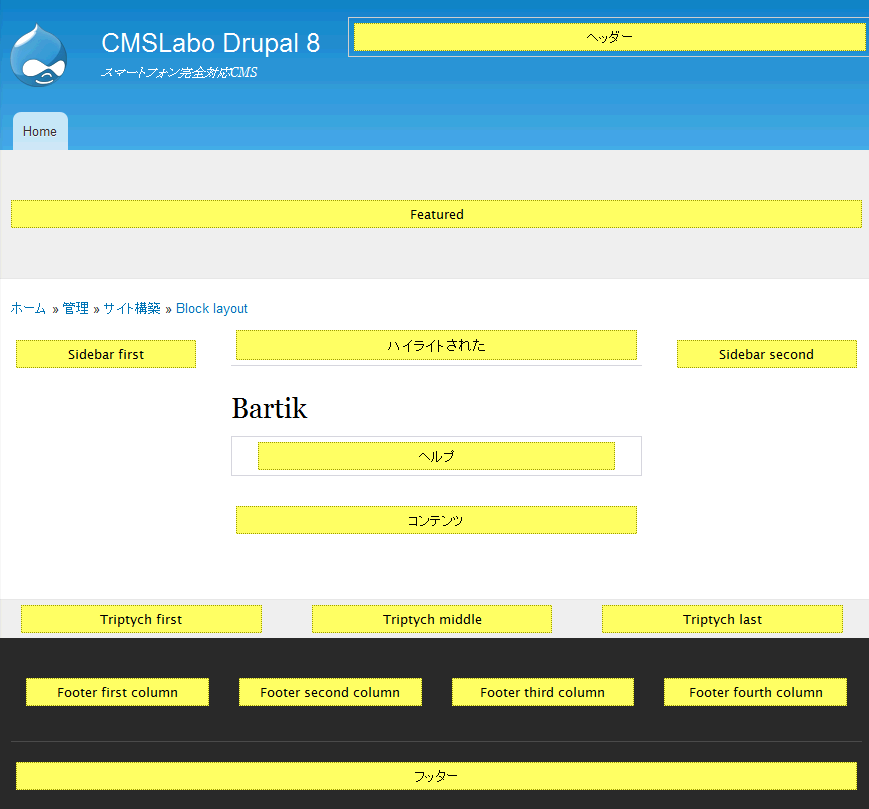 CMSLabo Drupal 8
ヘッダー
スマートフォン完全対応CMS
Home
Featured
ホーム » 管理 » サイト構築 » Block layout
Sidebar first
ハイライトされた
Sidebar second
Bartik
ヘルプ
コンテンツ
Triptych first
Triptych middle
Triptych last
Footer first column
Footer second column
Footer third column
Footer fourth column
フッター